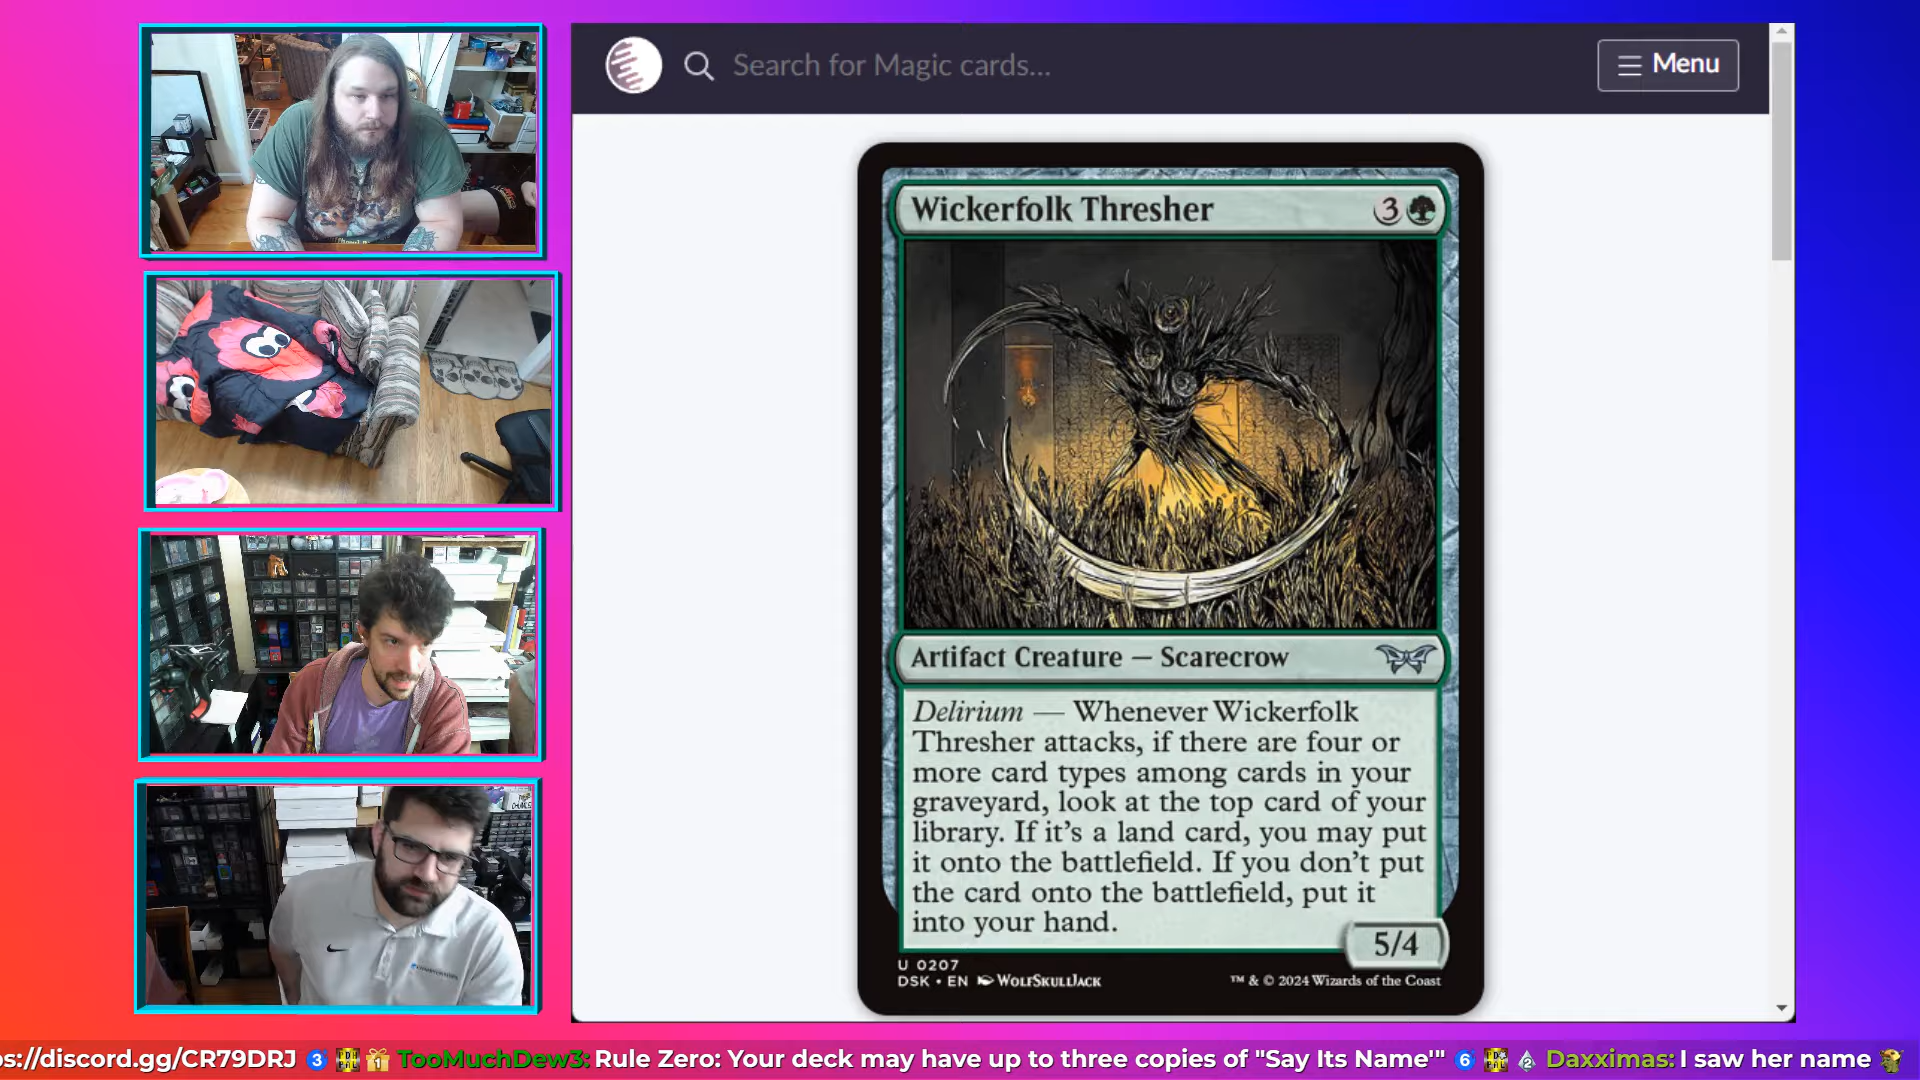 Search for Magic cards...
Menu
Wickerfolk Thresher
3
Artifact Creature — Scarecrow
Delirium — Whenever Wickerfolk
Thresher attacks, if there are four or
more card types among cards in your
graveyard, look at the top card of your
library. If it's a land card, you may put
it onto the battlefield. If you don't put
the card onto the battlefield, put it
into your hand.
5/4
U 0207
DSK • EN WolfSkullJack
™ & © 2024 Wizards of the Coast
ps://discord.gg/CR79DRJ 3 TooMuchDew3: Rule Zero: Your deck may have up to three copies of "Say Its Name'" 6 2 Daxximas: I saw her name